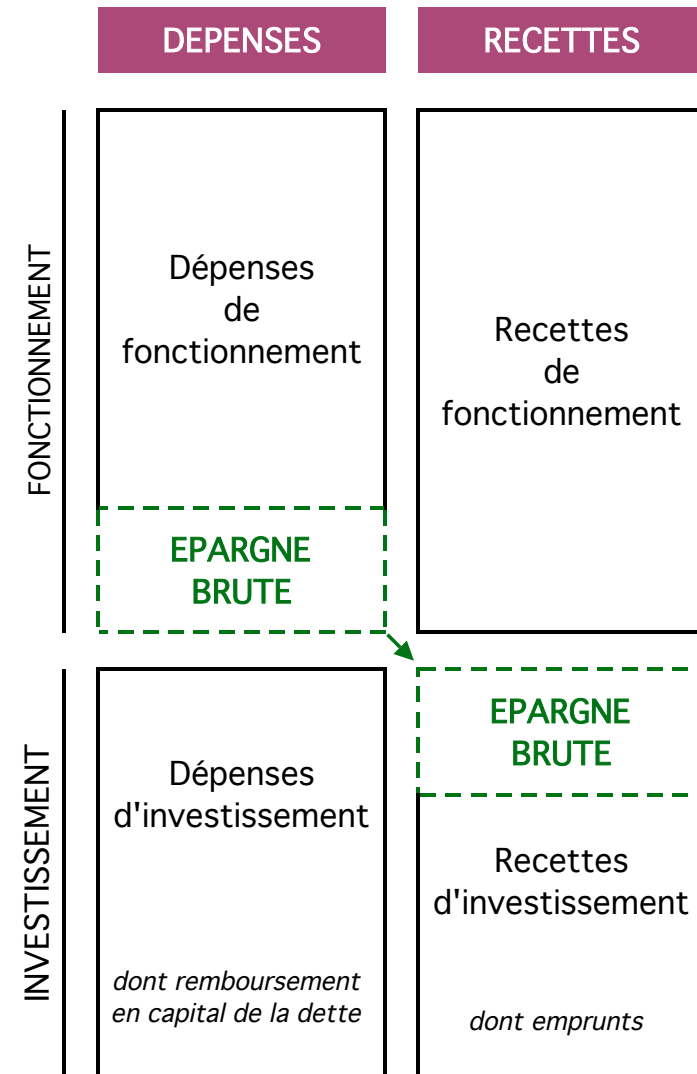 DEPENSES
RECETTES
FONCTIONNEMENT
Dépenses
de
fonctionnement
Recettes
de
fonctionnement
EPARGNE
BRUTE
INVESTISSEMENT
Dépenses
d'investissement
dont remboursement
en capital de la dette
EPARGNE
BRUTE
Recettes
d'investissement
dont emprunts